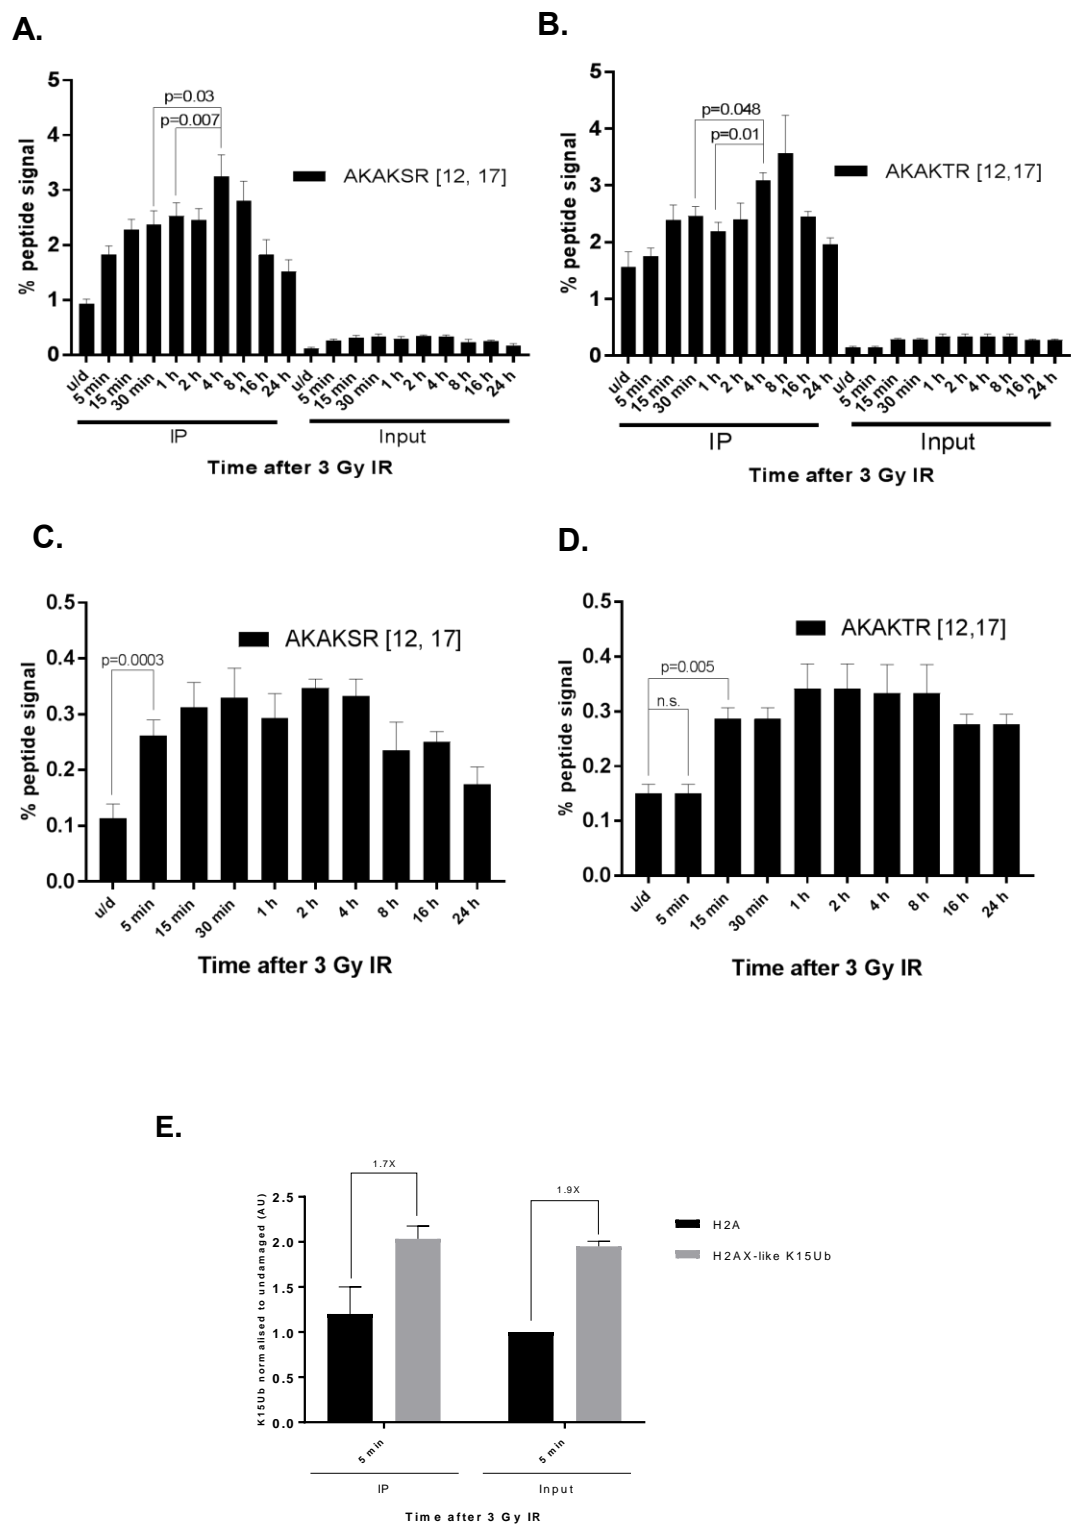 A.
5
4
3
2
1
0
% peptide signal
p=0.03
p=0.007
AKAKSR [12, 17]
u/d
5 min
15 min
30 min
1 h
2 h
4 h
8 h
16 h
24 h
u/d
5 min
15 min
30 min
1 h
2 h
4 h
8 h
16 h
24 h
IP
Input
Time after 3 Gy IR
B.
5
4
3
2
1
0
% peptide signal
p=0.048
p=0.01
AKAKTR [12,17]
u/d
5 min
15 min
30 min
1 h
2 h
4 h
8 h
16 h
24 h
u/d
5 min
15 min
30 min
1 h
2 h
4 h
8 h
16 h
24 h
IP
Input
Time after 3 Gy IR
C.
0.5
0.4
0.3
0.2
0.1
0.0
% peptide signal
p=0.0003
AKAKSR [12, 17]
u/d
5 min
15 min
30 min
1 h
2 h
4 h
8 h
16 h
24 h
Time after 3 Gy IR
D.
0.5
0.4
0.3
0.2
0.1
0.0
% peptide signal
p=0.005
n.s.
AKAKTR [12,17]
u/d
5 min
15 min
30 min
1 h
2 h
4 h
8 h
16 h
24 h
Time after 3 Gy IR
E.
2.5
2.0
1.5
1.0
0.5
0.0
K15Ub normalised to undamaged (AU)
1.7X
1.9X
H2A
H2AX-like K15Ub
5 min
5 min
IP
Input
Time after 3 Gy IR